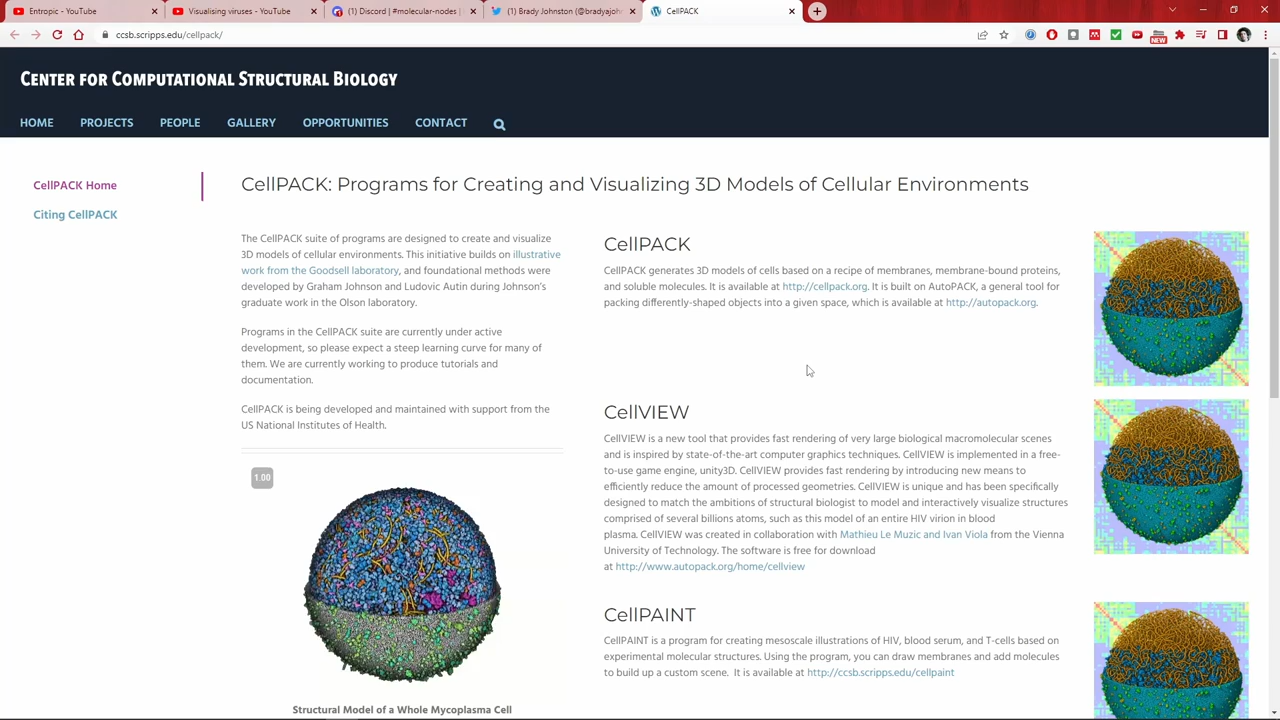 Entropic - YouTube
Visualising viruses - YouTube
(1) Discord | #molecular-nodes |
(1) Brady Johnston (@bradyajohn
CellPACK
ccsb.scripps.edu/cellpack/
NEW
CENTER FOR COMPUTATIONAL STRUCTURAL BIOLOGY
HOME PROJECTS PEOPLE GALLERY OPPORTUNITIES CONTACT
CellPACK Home
Citing CellPACK
CellPACK: Programs for Creating and Visualizing 3D Models of Cellular Environments
The CellPACK suite of programs are designed to create and visualize
3D models of cellular environments. This initiative builds on illustrative
work from the Goodsell laboratory, and foundational methods were
developed by Graham Johnson and Ludovic Autin during Johnson's
graduate work in the Olson laboratory.
Programs in the CellPACK suite are currently under active
development, so please expect a steep learning curve for many of
them. We are currently working to produce tutorials and
documentation.
CellPACK is being developed and maintained with support from the
US National Institutes of Health.
1.00
Structural Model of a Whole Mycoplasma Cell
CellPACK
CellPACK generates 3D models of cells based on a recipe of membranes, membrane-bound proteins,
and soluble molecules. It is available at http://cellpack.org. It is built on AutoPACK, a general tool for
packing differently-shaped objects into a given space, which is available at http://autopack.org.
CellVIEW
CellVIEW is a new tool that provides fast rendering of very large biological macromolecular scenes
and is inspired by state-of-the-art computer graphics techniques. CellVIEW is implemented in a free-
to-use game engine, unity3D. CellVIEW provides fast rendering by introducing new means to
efficiently reduce the amount of processed geometries. CellVIEW is unique and has been specifically
designed to match the ambitions of structural biologist to model and interactively visualize structures
comprised of several billions atoms, such as this model of an entire HIV virion in blood
plasma. CellVIEW was created in collaboration with Mathieu Le Muzic and Ivan Viola from the Vienna
University of Technology. The software is free for download
at http://www.autopack.org/home/cellview
CellPAINT
CellPAINT is a program for creating mesoscale illustrations of HIV, blood serum, and T-cells based on
experimental molecular structures. Using the program, you can draw membranes and add molecules
to build up a custom scene. It is available at http://ccsb.scripps.edu/cellpaint